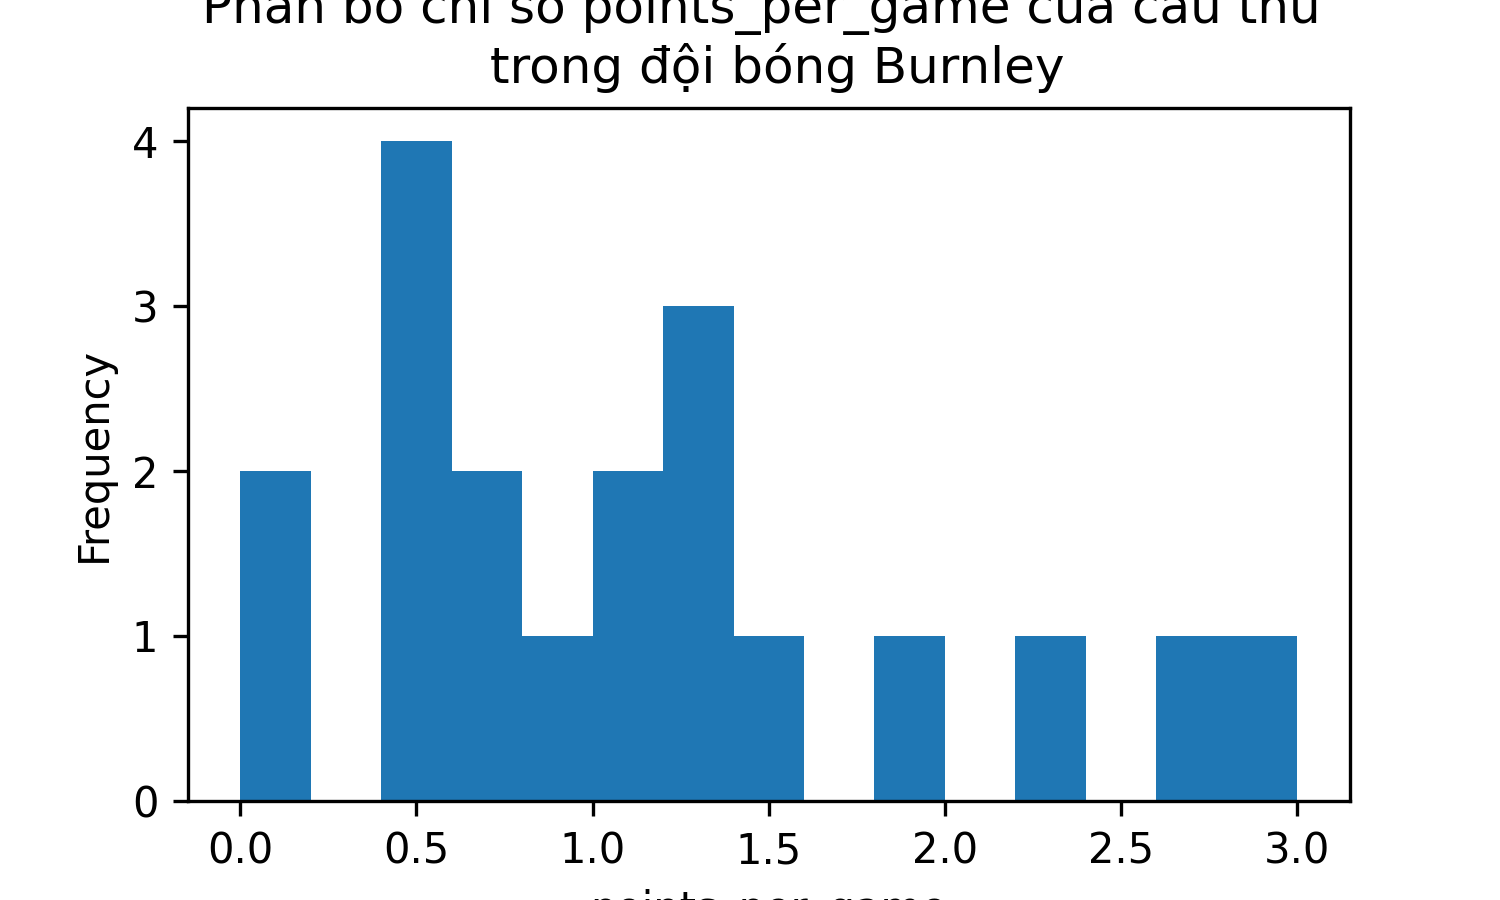 Phân bố chỉ số points_per_game của cầu thủ
trong đội bóng Burnley
Frequency
4
3
2
1
0
0.0 0.5 1.0 1.5 2.0 2.5 3.0
points_per_game